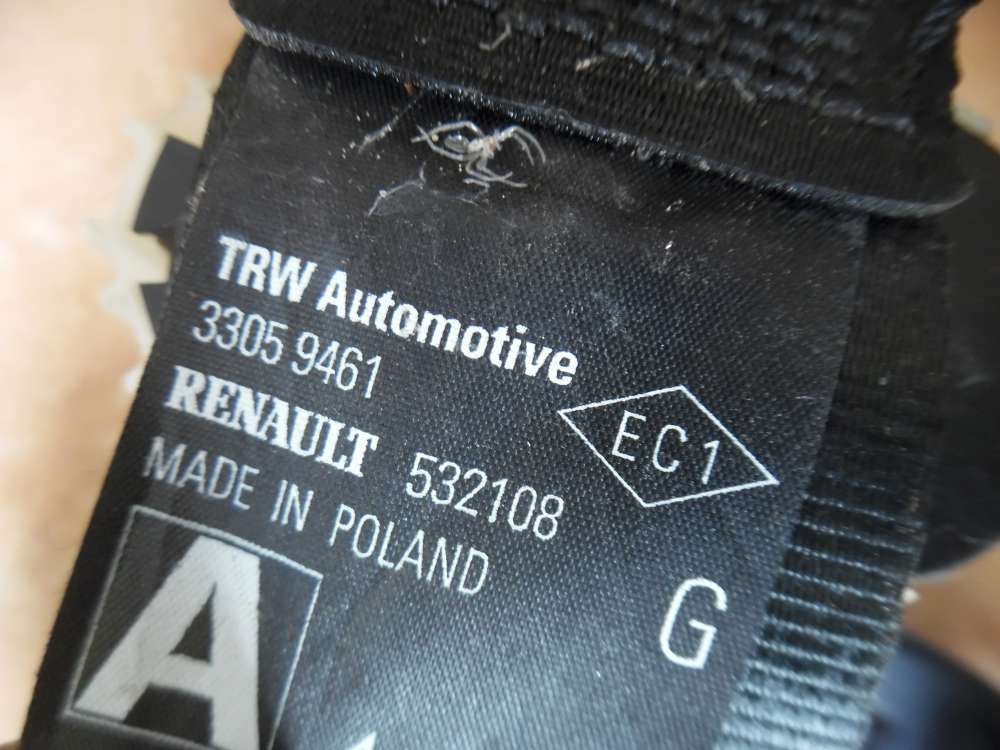 TRW Automotive
3305 9461
RENAULT 532108
EC1
MADE IN POLAND
G
A